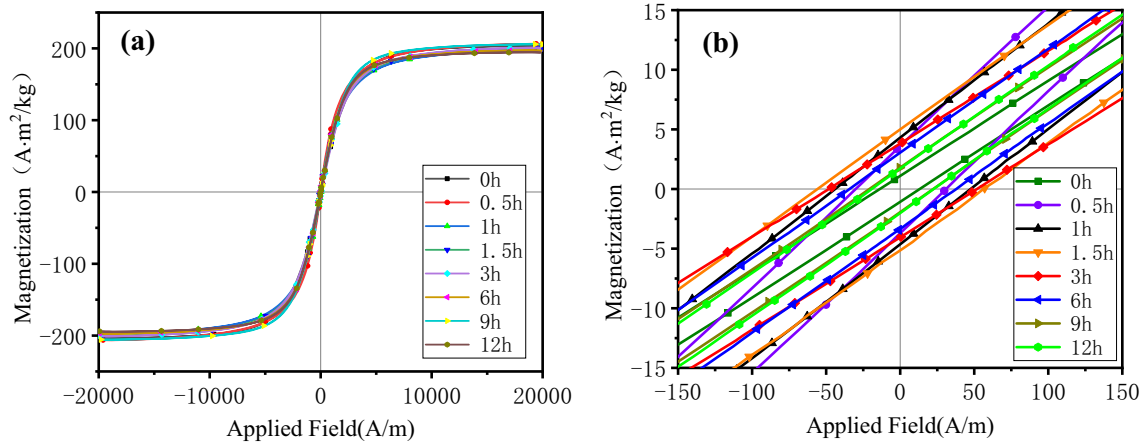 (a)
Magnetization (A·m²/kg)
200
100
0
−100
−200
−20000 −10000 0 10000 20000
Applied Field(A/m)
0h
0.5h
1h
1.5h
3h
6h
9h
12h
(b)
Magnetization (A·m²/kg)
15
10
5
0
−5
−10
−15
−150 −100 −50 0 50 100 150
Applied Field(A/m)
0h
0.5h
1h
1.5h
3h
6h
9h
12h